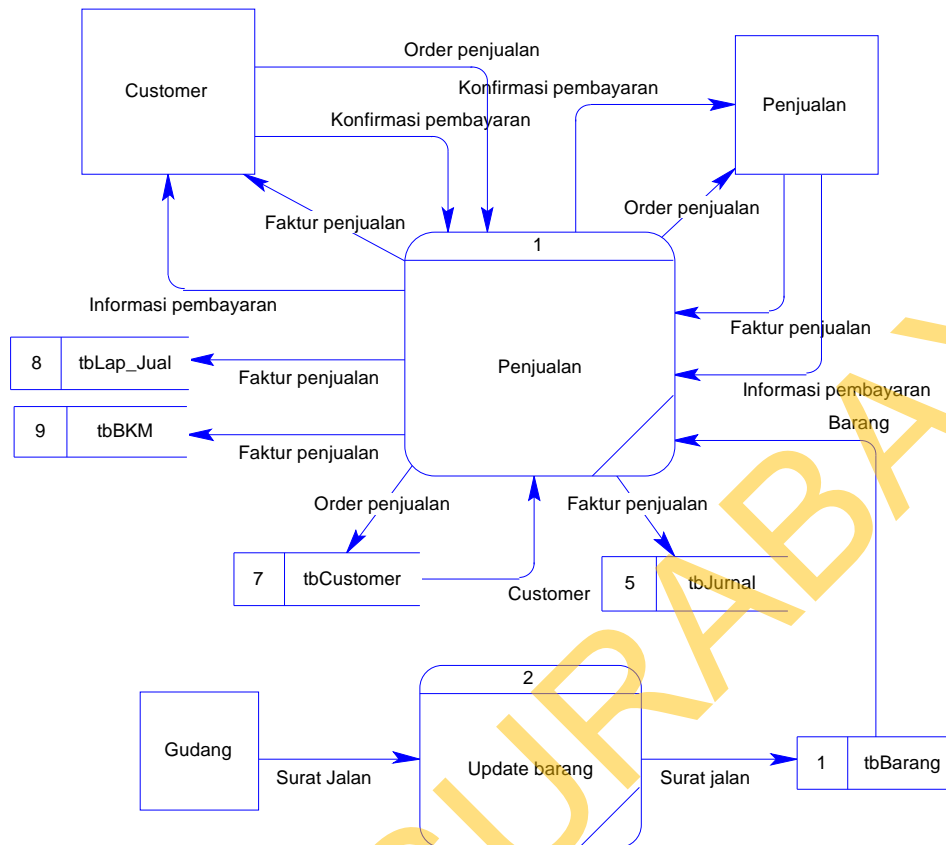 Order penjualan
Customer
Konfirmasi pembayaran
Penjualan
Konfirmasi pembayaran
Faktur penjualan
Order penjualan
1
Informasi pembayaran
Faktur penjualan
8 tbLap_Jual
Faktur penjualan
Penjualan
Informasi pembayaran
9 tbBKM
Faktur penjualan
Barang
Order penjualan
Faktur penjualan
7 tbCustomer
Customer
5 tbJurnal
2
Gudang
Surat Jalan
Update barang
Surat jalan
1 tbBarang
SURABAY